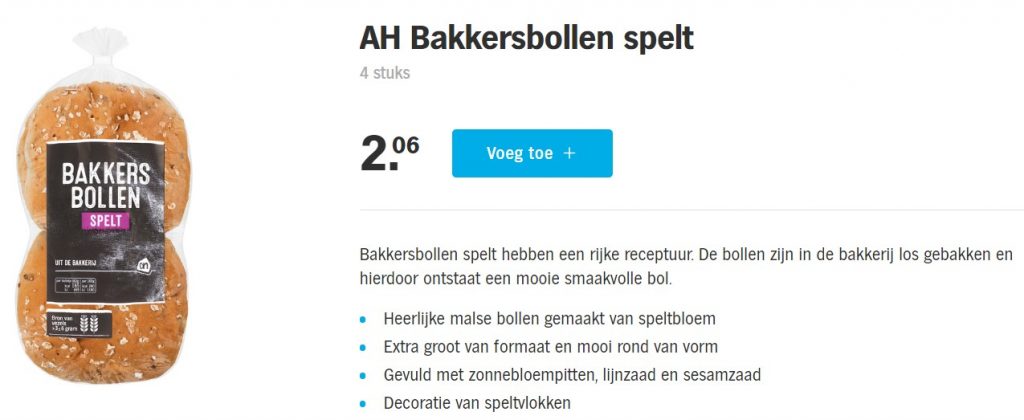 AH Bakkersbollen spelt
4 stuks
2.06
Voeg toe +
Bakkersbollen spelt hebben een rijke receptuur. De bollen zijn in de bakkerij los gebakken en
hierdoor ontstaat een mooie smaakvolle bol.
• Heerlijke malse bollen gemaakt van speltbloem
• Extra groot van formaat en mooi rond van vorm
• Gevuld met zonnebloempitten, lijnzaad en sesamzaad
• Decoratie van speltvlokken
BAKKERS
BOLLEN
SPELT
UIT DE BAKKERIJ
Bron van
vezels